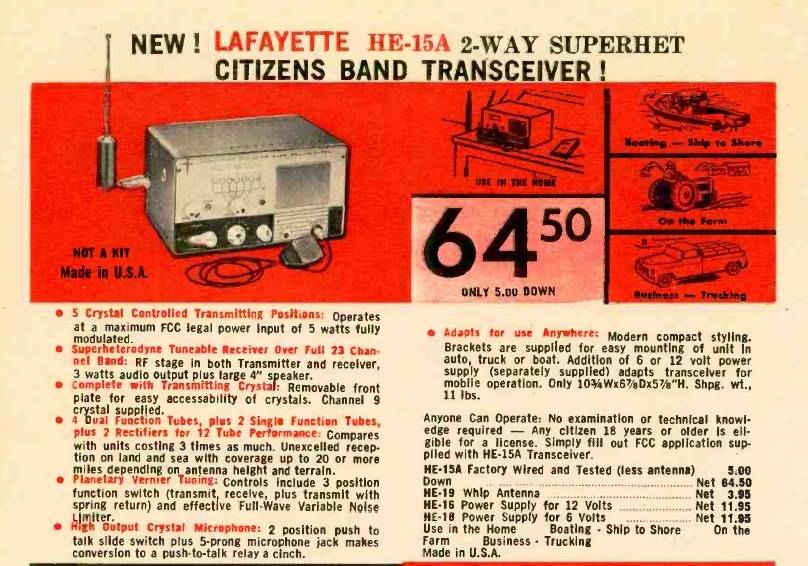 NEW! LAFAYETTE HE-15A 2-WAY SUPERHET
CITIZENS BAND TRANSCEIVER!
NOT A KIT
Made in U.S.A.
USE IN THE HOME
64 50
ONLY 5.00 DOWN
Boating — Ship to Shore
On the Farm
Business — Trucking
● 5 Crystal Controlled Transmitting Positions: Operates
at a maximum FCC legal power input of 5 watts fully
modulated.
● Superheterodyne Tuneable Receiver Over Full 23 Chan-
nel Band: RF stage in both Transmitter and receiver,
3 watts audio output plus large 4" speaker.
● Complete with Transmitting Crystal: Removable front
plate for easy accessability of crystals. Channel 9
crystal supplied.
● 4 Dual Function Tubes, plus 2 Single Function Tubes,
plus 2 Rectifiers for 12 Tube Performance: Compares
with units costing 3 times as much. Unexcelled recep-
tion on land and sea with coverage up to 20 or more
miles depending on antenna height and terrain.
● Planetary Vernier Tuning: Controls include 3 position
function switch (transmit, receive, plus transmit with
spring return) and effective Full-Wave Variable Noise
Limiter.
● High Output Crystal Microphone: 2 position push to
talk slide switch plus 5-prong microphone jack makes
conversion to a push-to-talk relay a cinch.
● Adapts for use Anywhere: Modern compact styling.
Brackets are supplied for easy mounting of unit in
auto, truck or boat. Addition of 6 or 12 volt power
supply (separately supplied) adapts transceiver for
mobile operation. Only 10¾Wx6⅞Dx5⅞"H. Shpg. wt.,
11 lbs.
Anyone Can Operate: No examination or technical knowl-
edge required — Any citizen 18 years or older is eli-
gible for a license. Simply fill out FCC application sup-
plied with HE-15A Transceiver.
HE-15A Factory Wired and Tested (less antenna) 5.00
Down ........ Net 64.50
HE-19 Whip Antenna ........ Net 3.95
HE-16 Power Supply for 12 Volts ........ Net 11.95
HE-18 Power Supply for 6 Volts ........ Net 11.95
Use in the Home Boating - Ship to Shore On the
Farm Business - Trucking
Made in U.S.A.